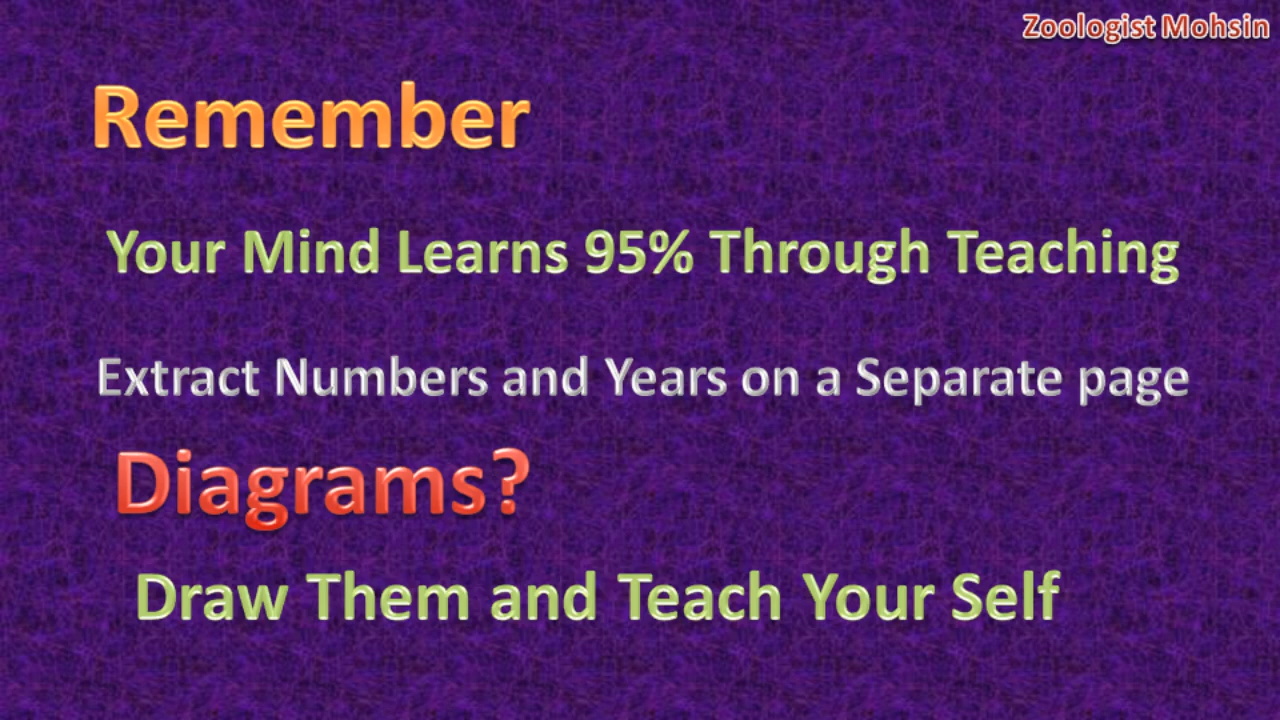 Zoologist Mohsin
Remember
Your Mind Learns 95% Through Teaching
Extract Numbers and Years on a Separate page
Diagrams?
Draw Them and Teach Your Self